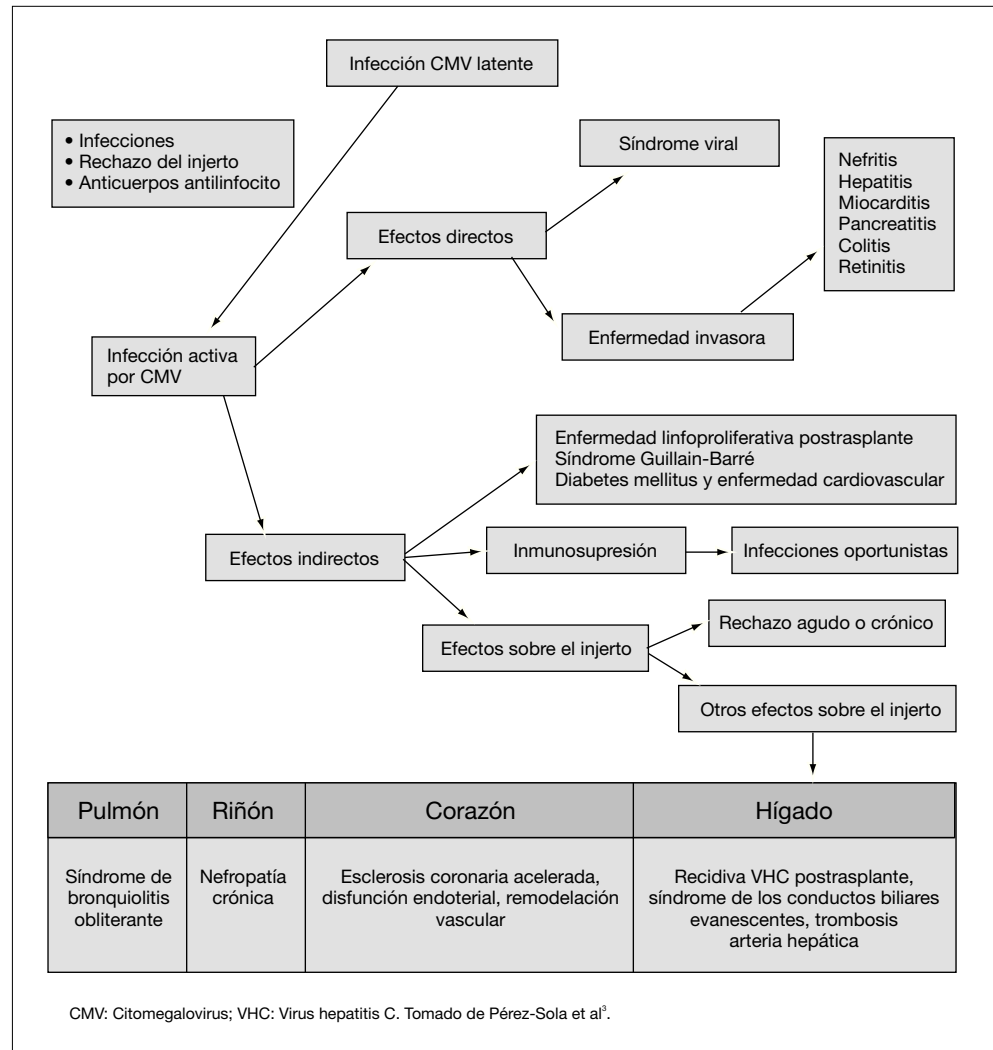 Infección CMV latente
• Infecciones
• Rechazo del injerto
• Anticuerpos antilinfocito
Síndrome viral
Nefritis
Hepatitis
Miocarditis
Pancreatitis
Colitis
Retinitis
Efectos directos
Enfermedad invasora
Infección activa
por CMV
Enfermedad linfoproliferativa postrasplante
Síndrome Guillain-Barré
Diabetes mellitus y enfermedad cardiovascular
Efectos indirectos
Inmunosupresión
Infecciones oportunistas
Efectos sobre el injerto
Rechazo agudo o crónico
Otros efectos sobre el injerto
Pulmón
Riñón
Corazón
Hígado
Síndrome de
bronquiolitis
obliterante
Nefropatía
crónica
Esclerosis coronaria acelerada,
disfunción endoterial, remodelación
vascular
Recidiva VHC postrasplante,
síndrome de los conductos biliares
evanescentes, trombosis
arteria hepática
CMV: Citomegalovirus; VHC: Virus hepatitis C. Tomado de Pérez-Sola et al³.